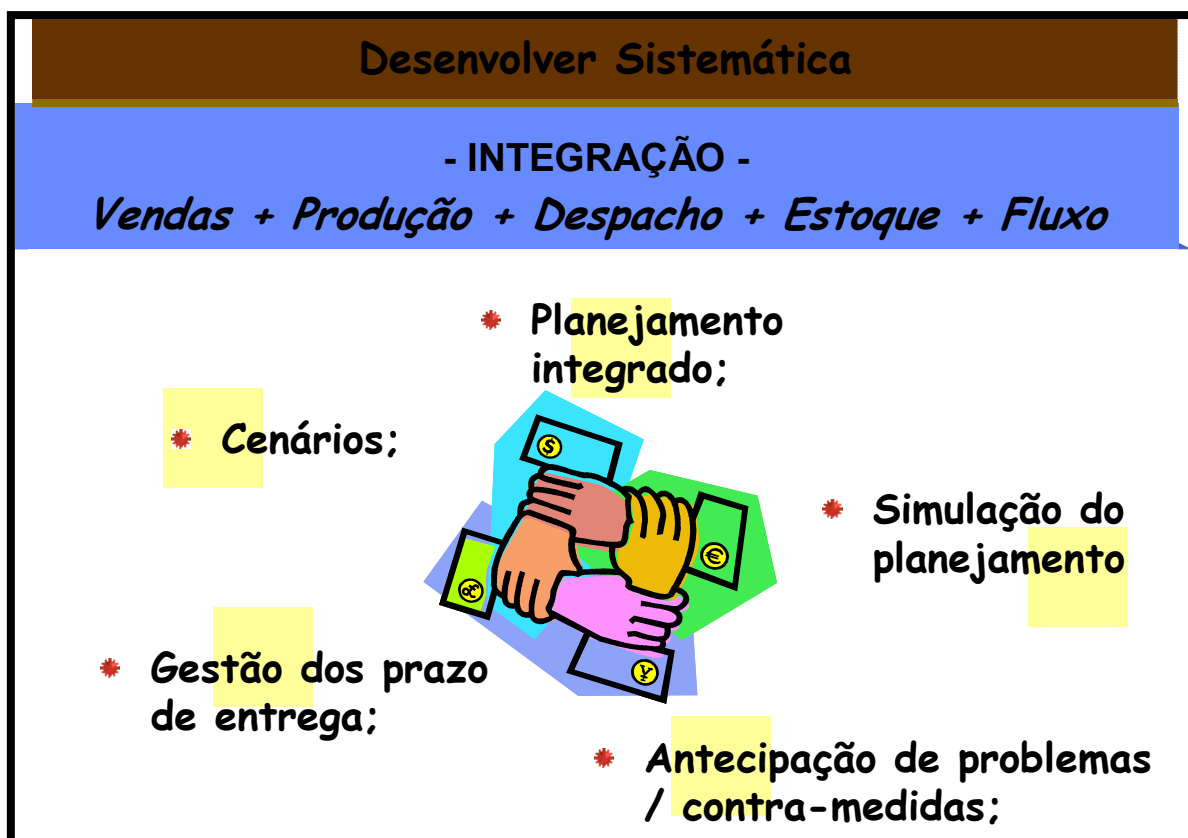 Desenvolver Sistemática
- INTEGRAÇÃO -
Vendas + Produção + Despacho + Estoque + Fluxo
Planejamento
integrado;
Cenários;
$
€
Simulação do
planejamento
Gestão dos prazo
de entrega;
¥
Antecipação de problemas
/ contra-medidas;